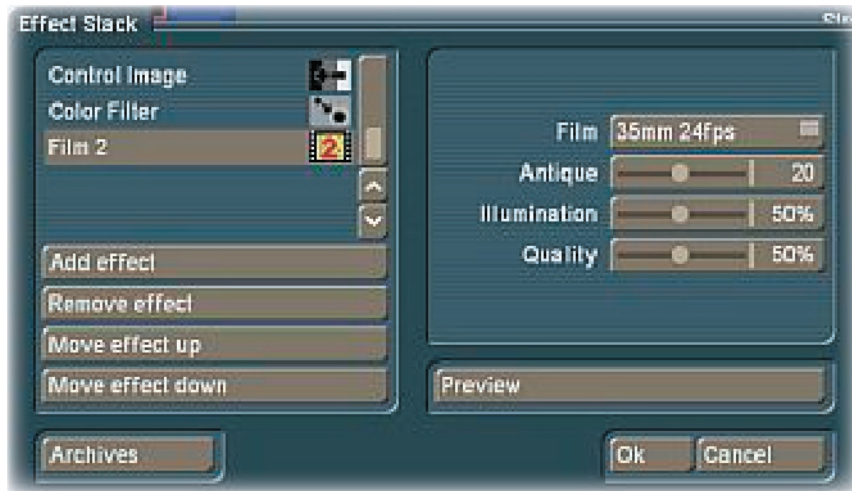 Effect Stack
Control Image
Color Filter
Film 2
2
Add effect
Remove effect
Move effect up
Move effect down
Film 35mm 24fps
Antique 20
Illumination 50%
Quality 50%
Preview
Archives
Ok
Cancel